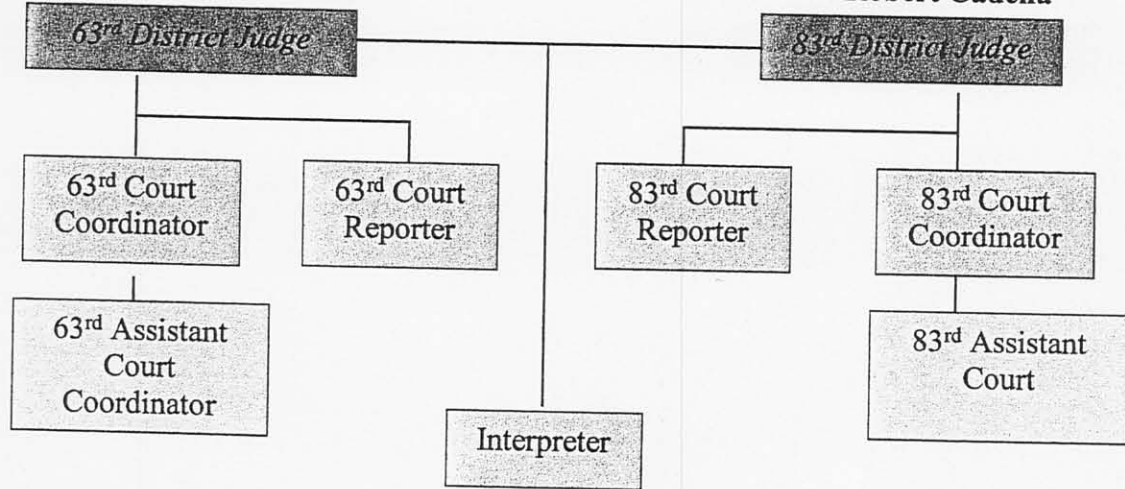 63rd District Judge
83rd District Judge
63rd Court
Coordinator
63rd Court
Reporter
83rd Court
Reporter
83rd Court
Coordinator
63rd Assistant
Court
Coordinator
83rd Assistant
Court
Interpreter